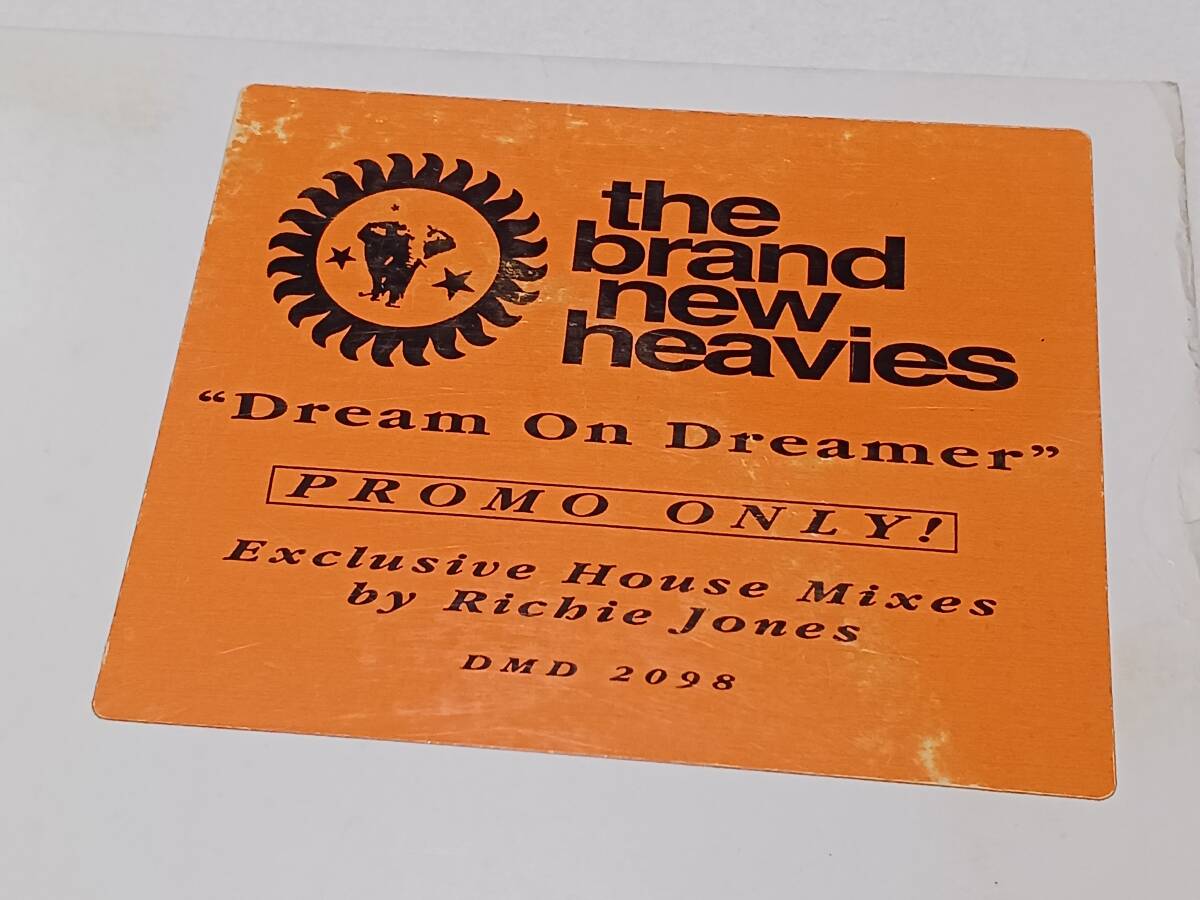 the
brand
new
heavies
“Dream On Dreamer”
PROMO ONLY!
Exclusive House Mixes
by Richie Jones
DMD 2098